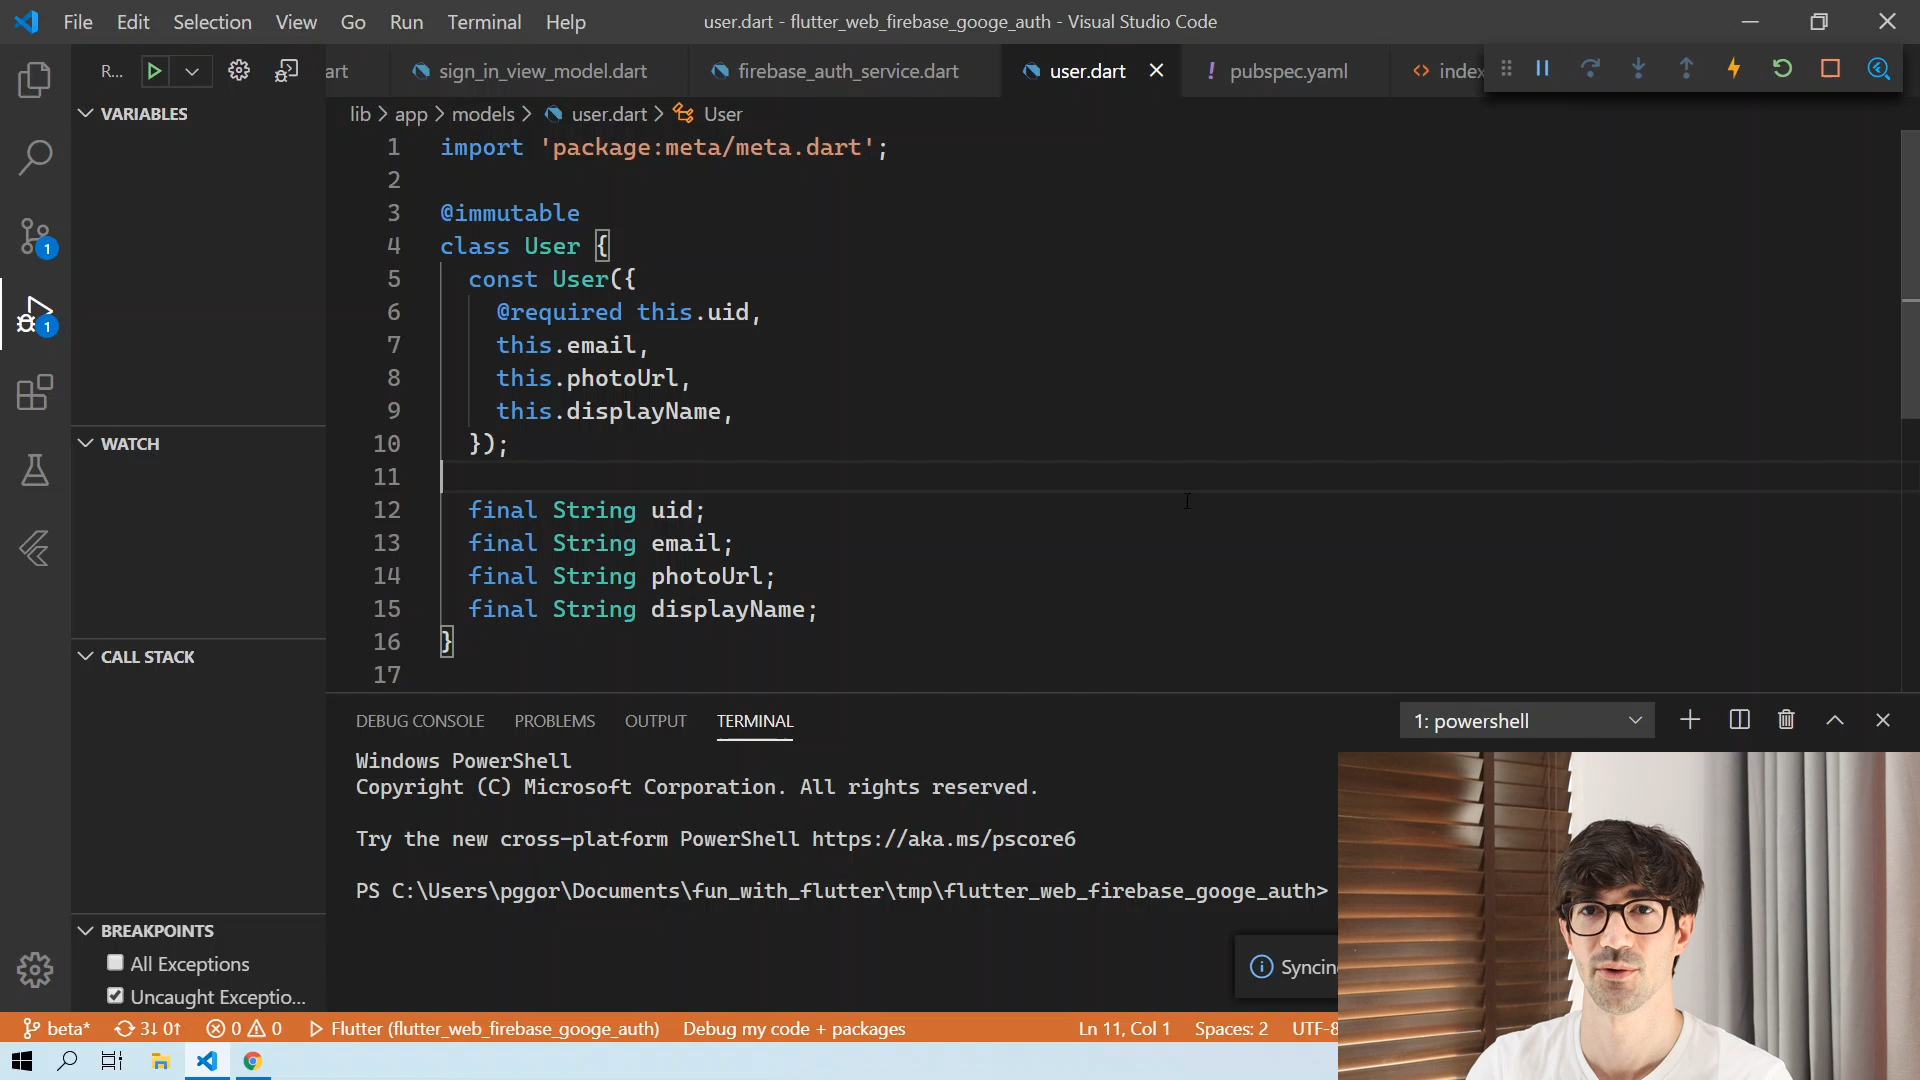 File Edit Selection View Go Run Terminal Help user.dart - flutter_web_firebase_googe_auth - Visual Studio Code
R... art sign_in_view_model.dart firebase_auth_service.dart user.dart ! pubspec.yaml <> index
VARIABLES
lib > app > models > user.dart > User
1 import 'package:meta/meta.dart';
2
3 @immutable
4 class User {
5 const User({
6 @required this.uid,
7 this.email,
8 this.photoUrl,
9 this.displayName,
10 });
11
12 final String uid;
13 final String email;
14 final String photoUrl;
15 final String displayName;
16 }
17
1
1
WATCH
CALL STACK
BREAKPOINTS
All Exceptions
Uncaught Exceptio...
DEBUG CONSOLE PROBLEMS OUTPUT TERMINAL 1: powershell
Windows PowerShell
Copyright (C) Microsoft Corporation. All rights reserved.
Try the new cross-platform PowerShell https://aka.ms/pscore6
PS C:\Users\pggor\Documents\fun_with_flutter\tmp\flutter_web_firebase_googe_auth>
Syncin
beta* 3↓ 0↑ 0 0 Flutter (flutter_web_firebase_googe_auth) Debug my code + packages Ln 11, Col 1 Spaces: 2 UTF-8